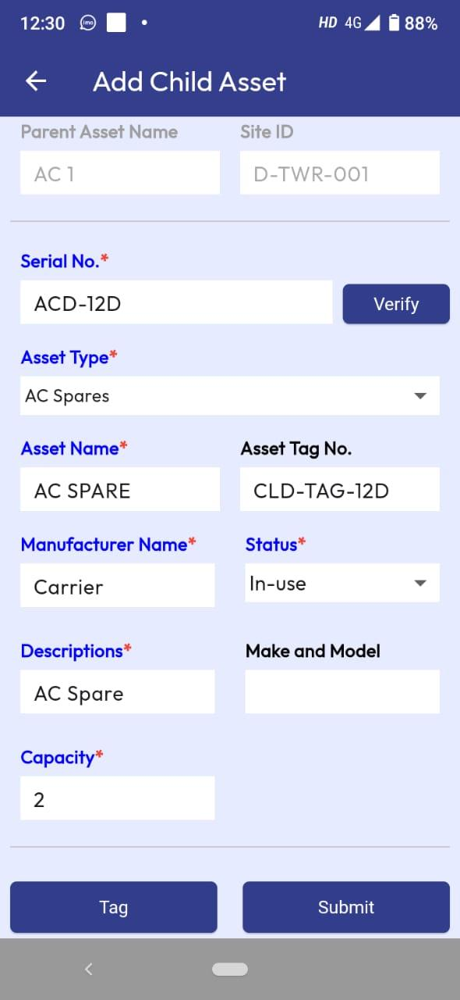 12:30 imo HD 4G 88%
Add Child Asset
Parent Asset Name Site ID
AC 1 D-TWR-001
Serial No.*
ACD-12D Verify
Asset Type*
AC Spares
Asset Name* Asset Tag No.
AC SPARE CLD-TAG-12D
Manufacturer Name* Status*
Carrier In-use
Descriptions* Make and Model
AC Spare
Capacity*
2
Tag Submit